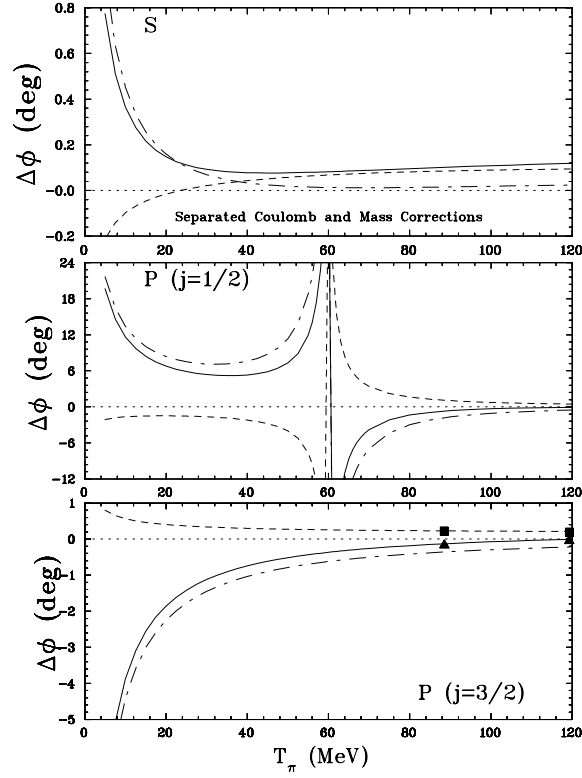 0.8
S
0.6
0.4
0.2
-0.0
-0.2
Δφ (deg)
Separated Coulomb and Mass Corrections
0 20 40 60 80 100 120
24
P (j=1/2)
18
12
6
0
-6
-12
Δφ (deg)
0 20 40 60 80 100 120
1
0
-1
-2
-3
-4
-5
Δφ (deg)
P (j=3/2)
0 20 40 60 80 100 120
T_π (MeV)